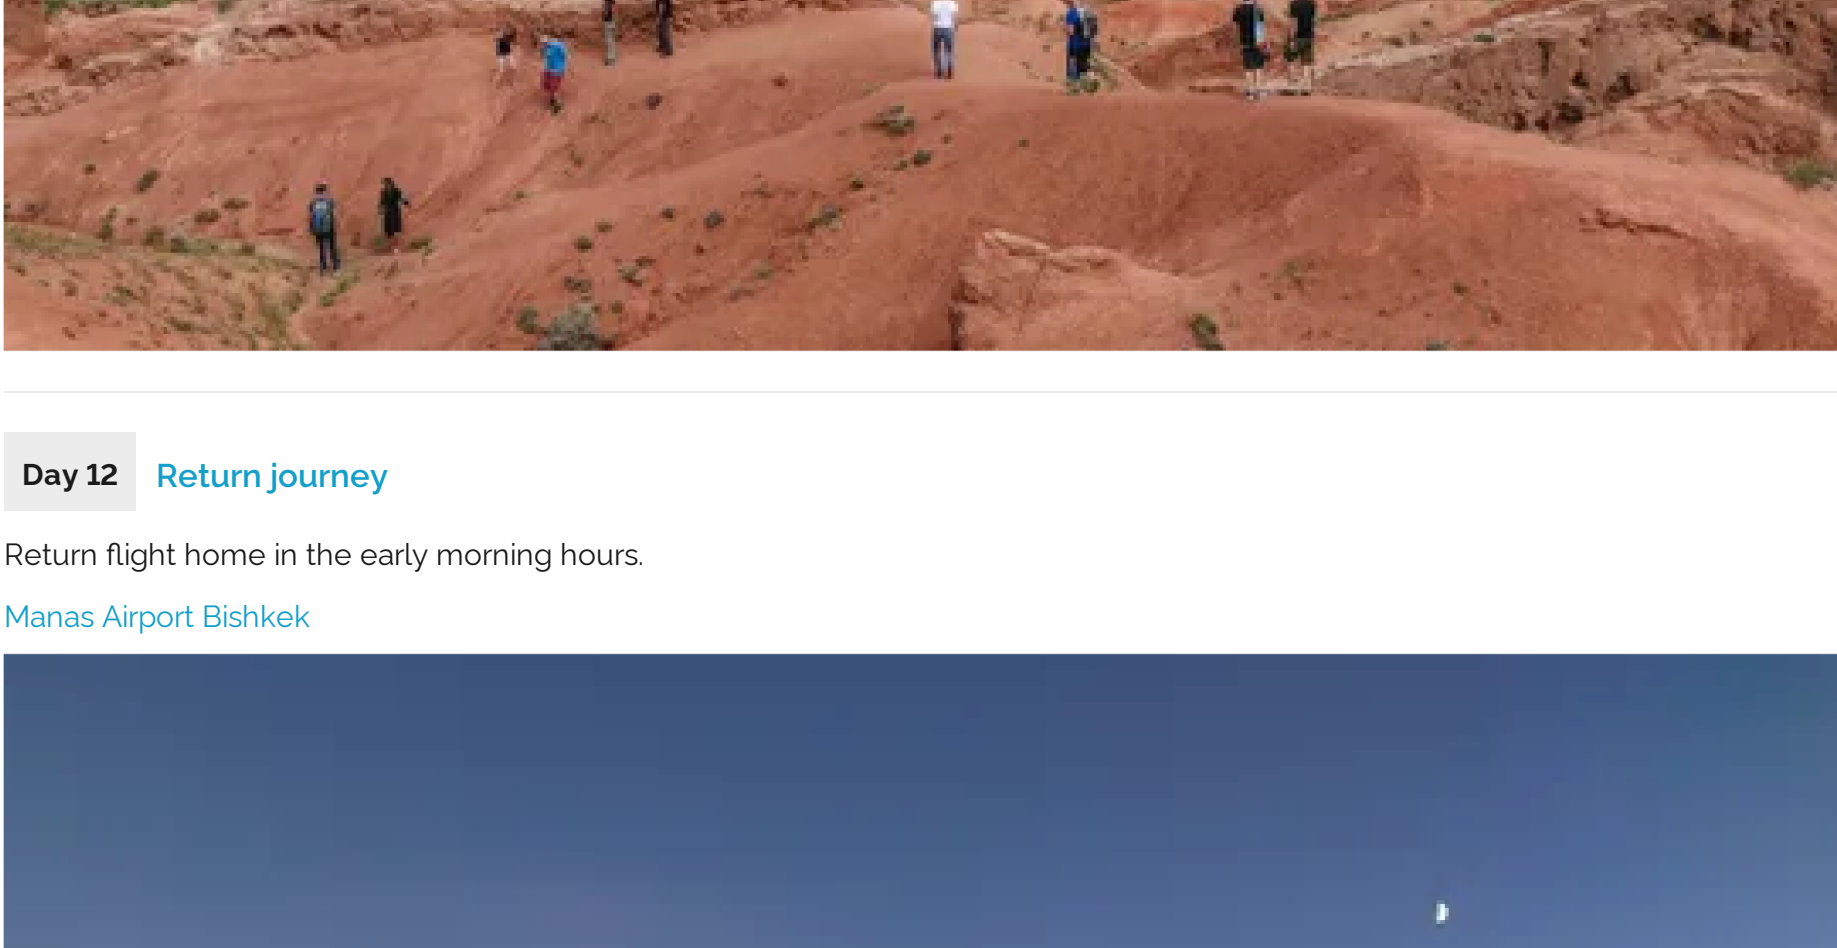 Day 12
Return journey
Return flight home in the early morning hours.
Manas Airport Bishkek